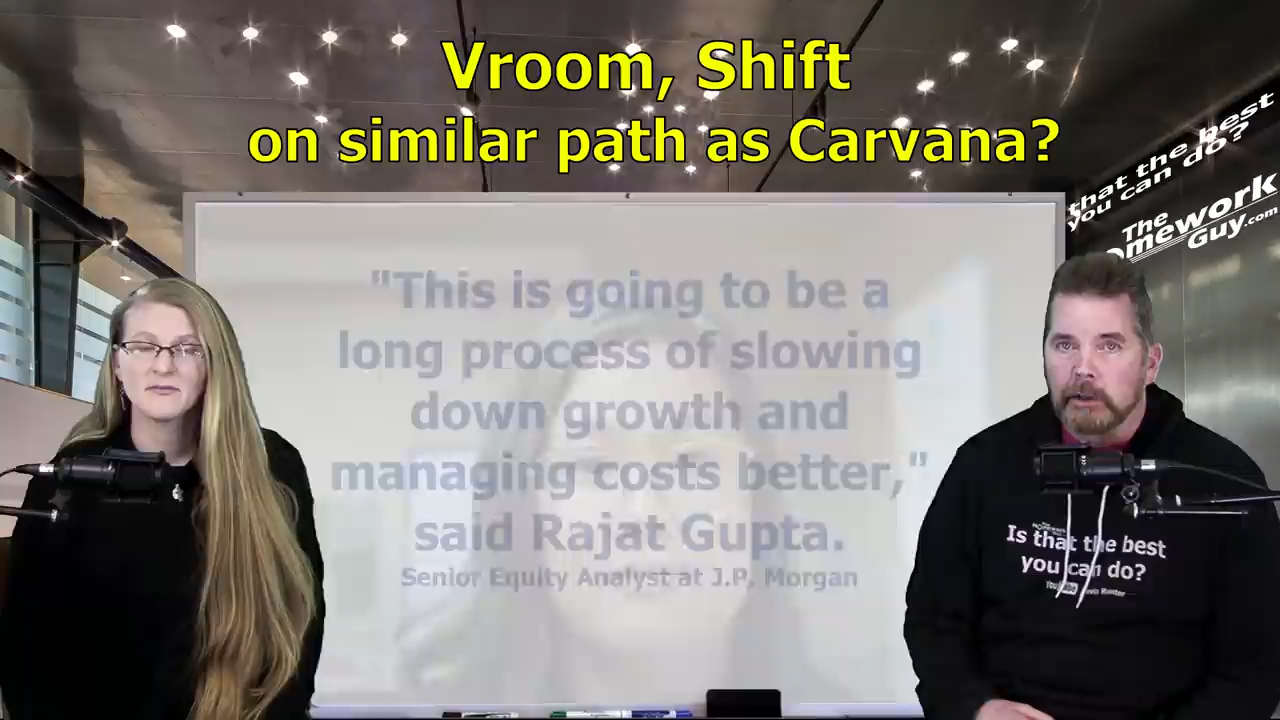 Vroom, Shift
on similar path as Carvana?
that the best
you can do?
The
omework
Guy.com
"This is going to be a
long process of slowing
down growth and
managing costs better,"
said Rajat Gupta.
Senior Equity Analyst at J.P. Morgan
Is that the best
you can do?